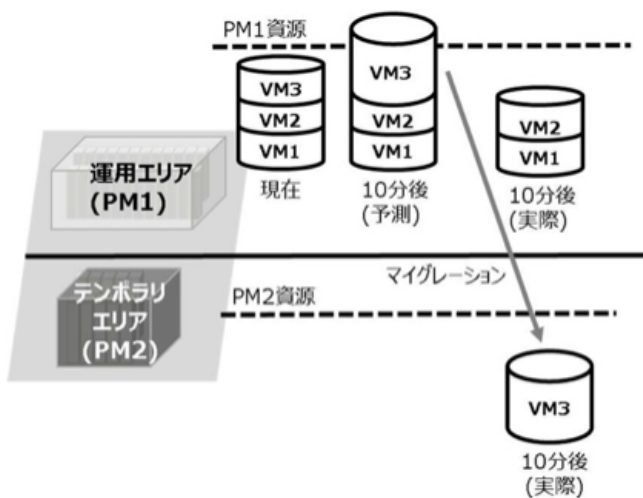 PM1資源
VM3
VM2
VM1
現在
VM3
VM2
VM1
10分後
(予測)
VM2
VM1
10分後
(実際)
運用エリア
(PM1)
マイグレーション
テンポラリ
エリア
(PM2)
PM2資源
VM3
10分後
(実際)